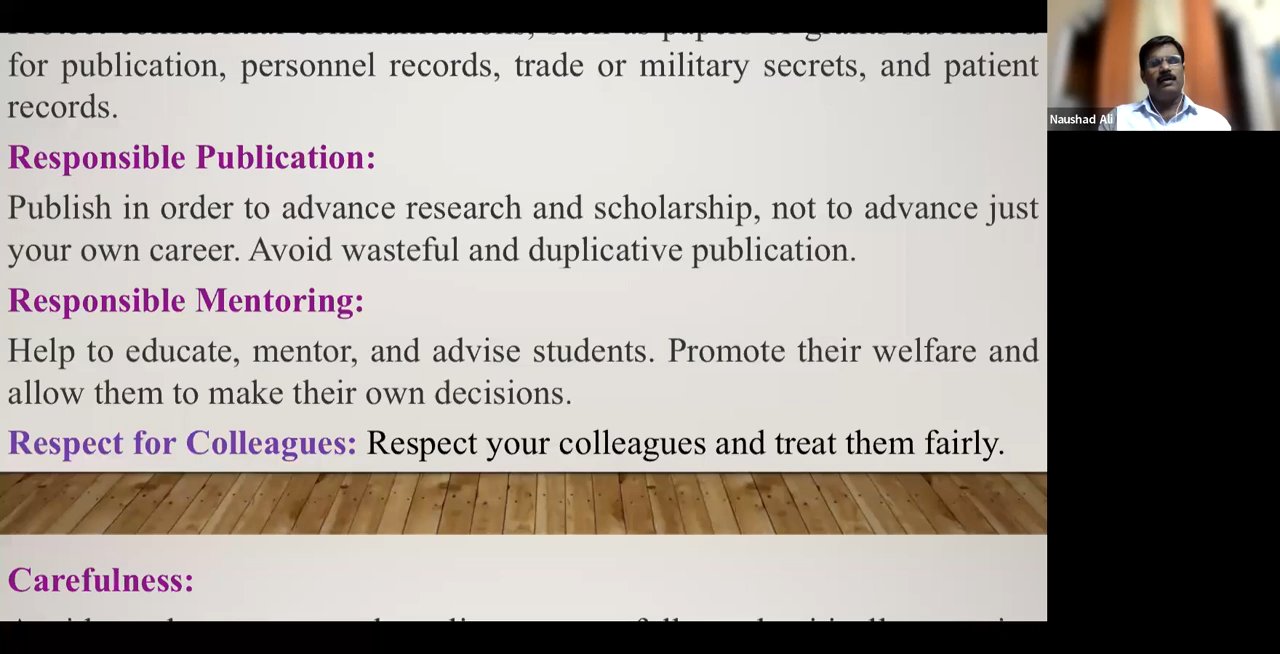 for publication, personnel records, trade or military secrets, and patient
records.
Responsible Publication:
Publish in order to advance research and scholarship, not to advance just
your own career. Avoid wasteful and duplicative publication.
Responsible Mentoring:
Help to educate, mentor, and advise students. Promote their welfare and
allow them to make their own decisions.
Respect for Colleagues: Respect your colleagues and treat them fairly.
Carefulness:
Naushad Ali